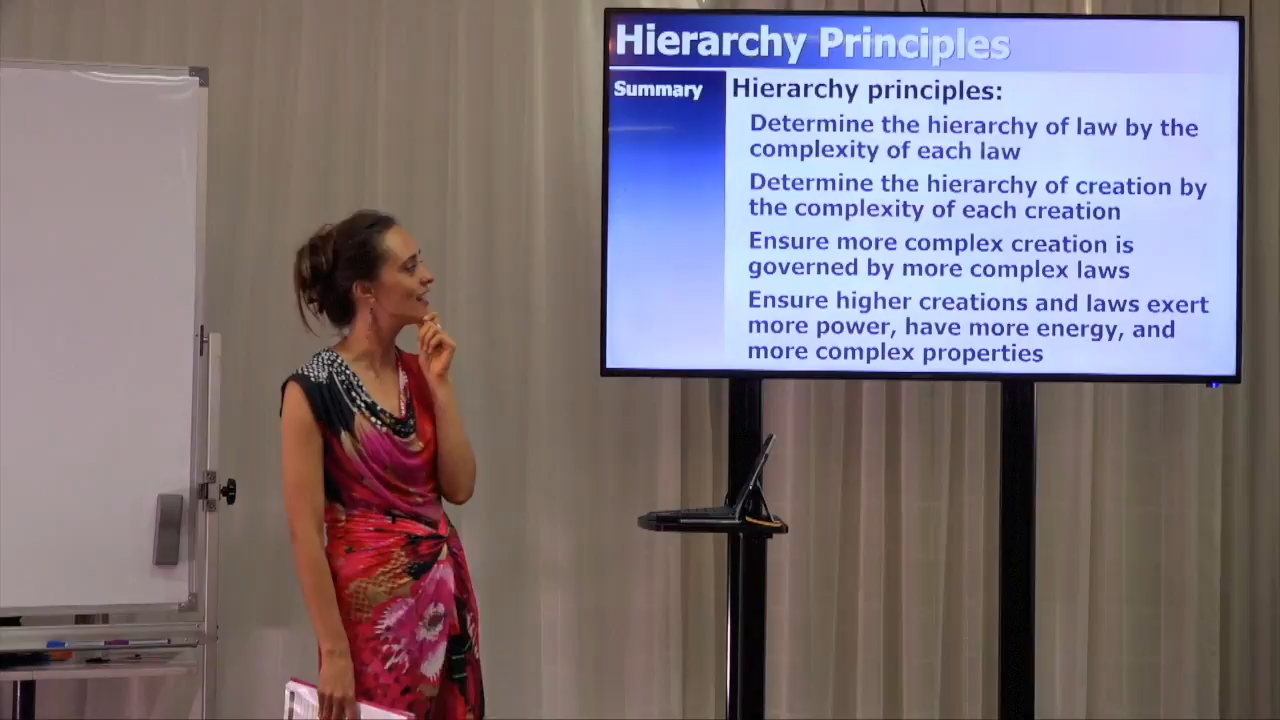 Hierarchy Principles
Summary
Hierarchy principles:
Determine the hierarchy of law by the
complexity of each law
Determine the hierarchy of creation by
the complexity of each creation
Ensure more complex creation is
governed by more complex laws
Ensure higher creations and laws exert
more power, have more energy, and
more complex properties